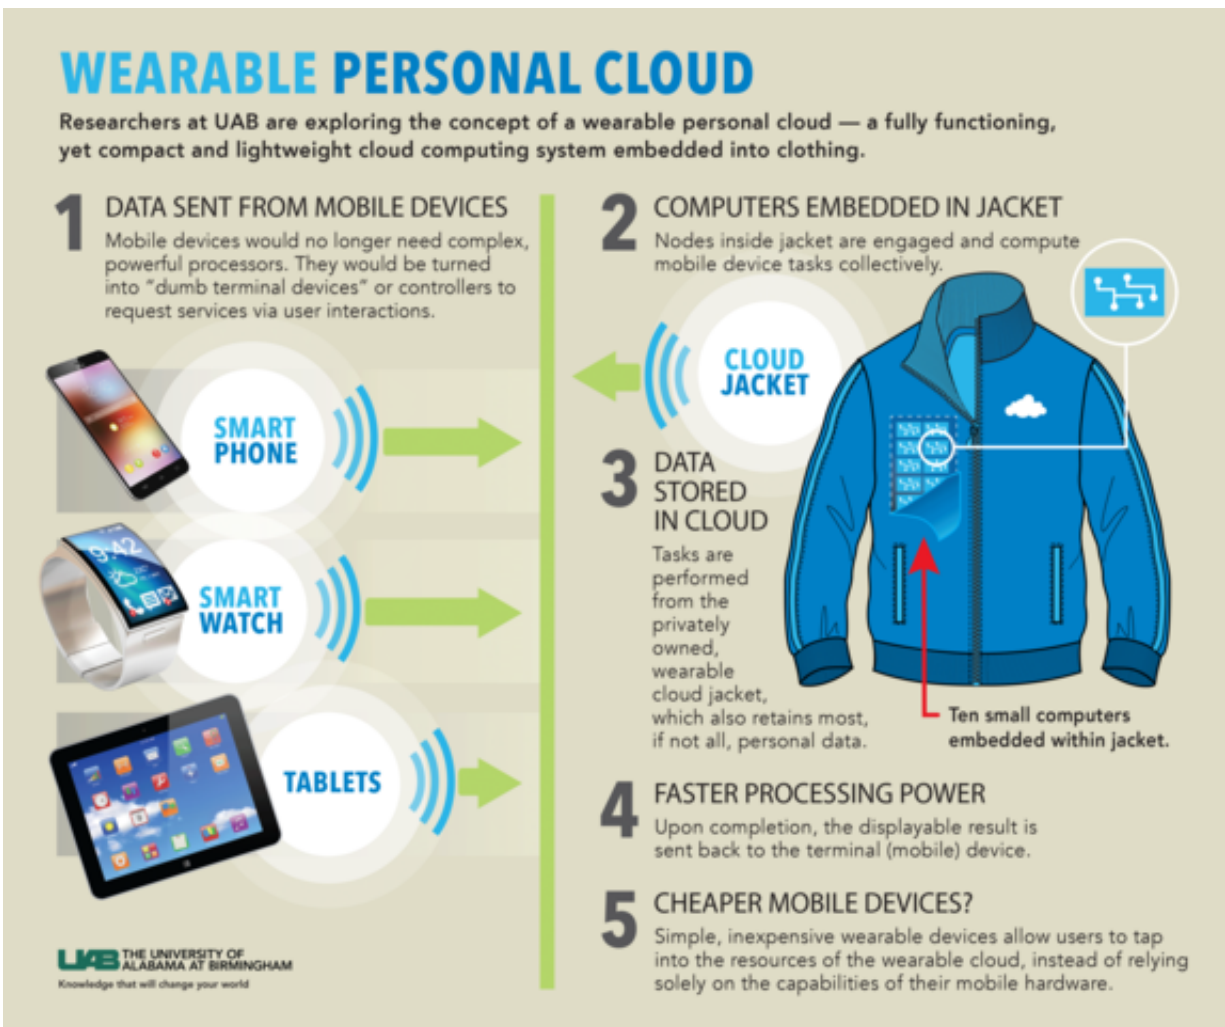 WEARABLE PERSONAL CLOUD
Researchers at UAB are exploring the concept of a wearable personal cloud — a fully functioning,
yet compact and lightweight cloud computing system embedded into clothing.
1 DATA SENT FROM MOBILE DEVICES
Mobile devices would no longer need complex,
powerful processors. They would be turned
into “dumb terminal devices” or controllers to
request services via user interactions.
SMART
PHONE
9:42
SMART
WATCH
TABLETS
UAB THE UNIVERSITY OF
ALABAMA AT BIRMINGHAM
Knowledge that will change your world
2 COMPUTERS EMBEDDED IN JACKET
Nodes inside jacket are engaged and compute
mobile device tasks collectively.
CLOUD
JACKET
3 DATA
STORED
IN CLOUD
Tasks are
performed
from the
privately
owned,
wearable
cloud jacket,
which also retains most,
if not all, personal data.
Ten small computers
embedded within jacket.
4 FASTER PROCESSING POWER
Upon completion, the displayable result is
sent back to the terminal (mobile) device.
5 CHEAPER MOBILE DEVICES?
Simple, inexpensive wearable devices allow users to tap
into the resources of the wearable cloud, instead of relying
solely on the capabilities of their mobile hardware.